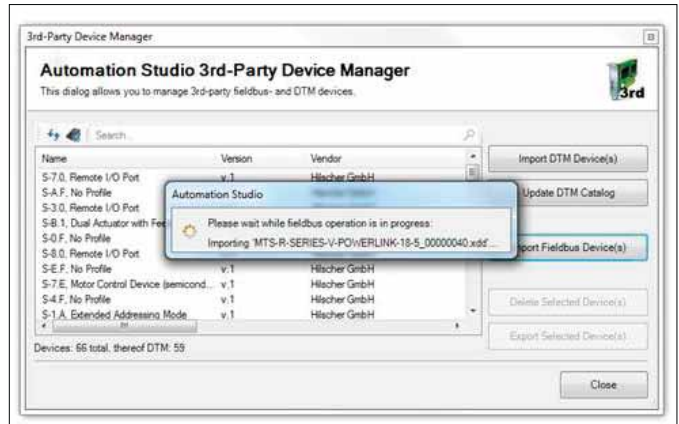 3rd-Party Device Manager
Automation Studio 3rd-Party Device Manager
This dialog allows you to manage 3rd-party fieldbus- and DTM devices.
3rd
Search...
Name Version Vendor
S-7.0, Remote I/O Port v.1 Hilscher GmbH
S-A.F, No Profile
S-3.0, Remote I/O Port
S-B.1, Dual Actuator with Fee
S-0.F, No Profile
S-8.0, Remote I/O Port
S-E.F, No Profile v.1 Hilscher GmbH
S-7.E, Motor Control Device (semicond... v.1 Hilscher GmbH
S-4.F, No Profile v.1 Hilscher GmbH
S-1.A, Extended Addressing Mode v.1 Hilscher GmbH
Devices: 66 total, thereof DTM: 59
Import DTM Device(s)
Update DTM Catalog
port Fieldbus Device(s)
Delete Selected Device(s)
Export Selected Device(s)
Close
Automation Studio
Please wait while fieldbus operation is in progress:
Importing 'MTS-R-SERIES-V-POWERLINK-18-5_00000040.xdd'...